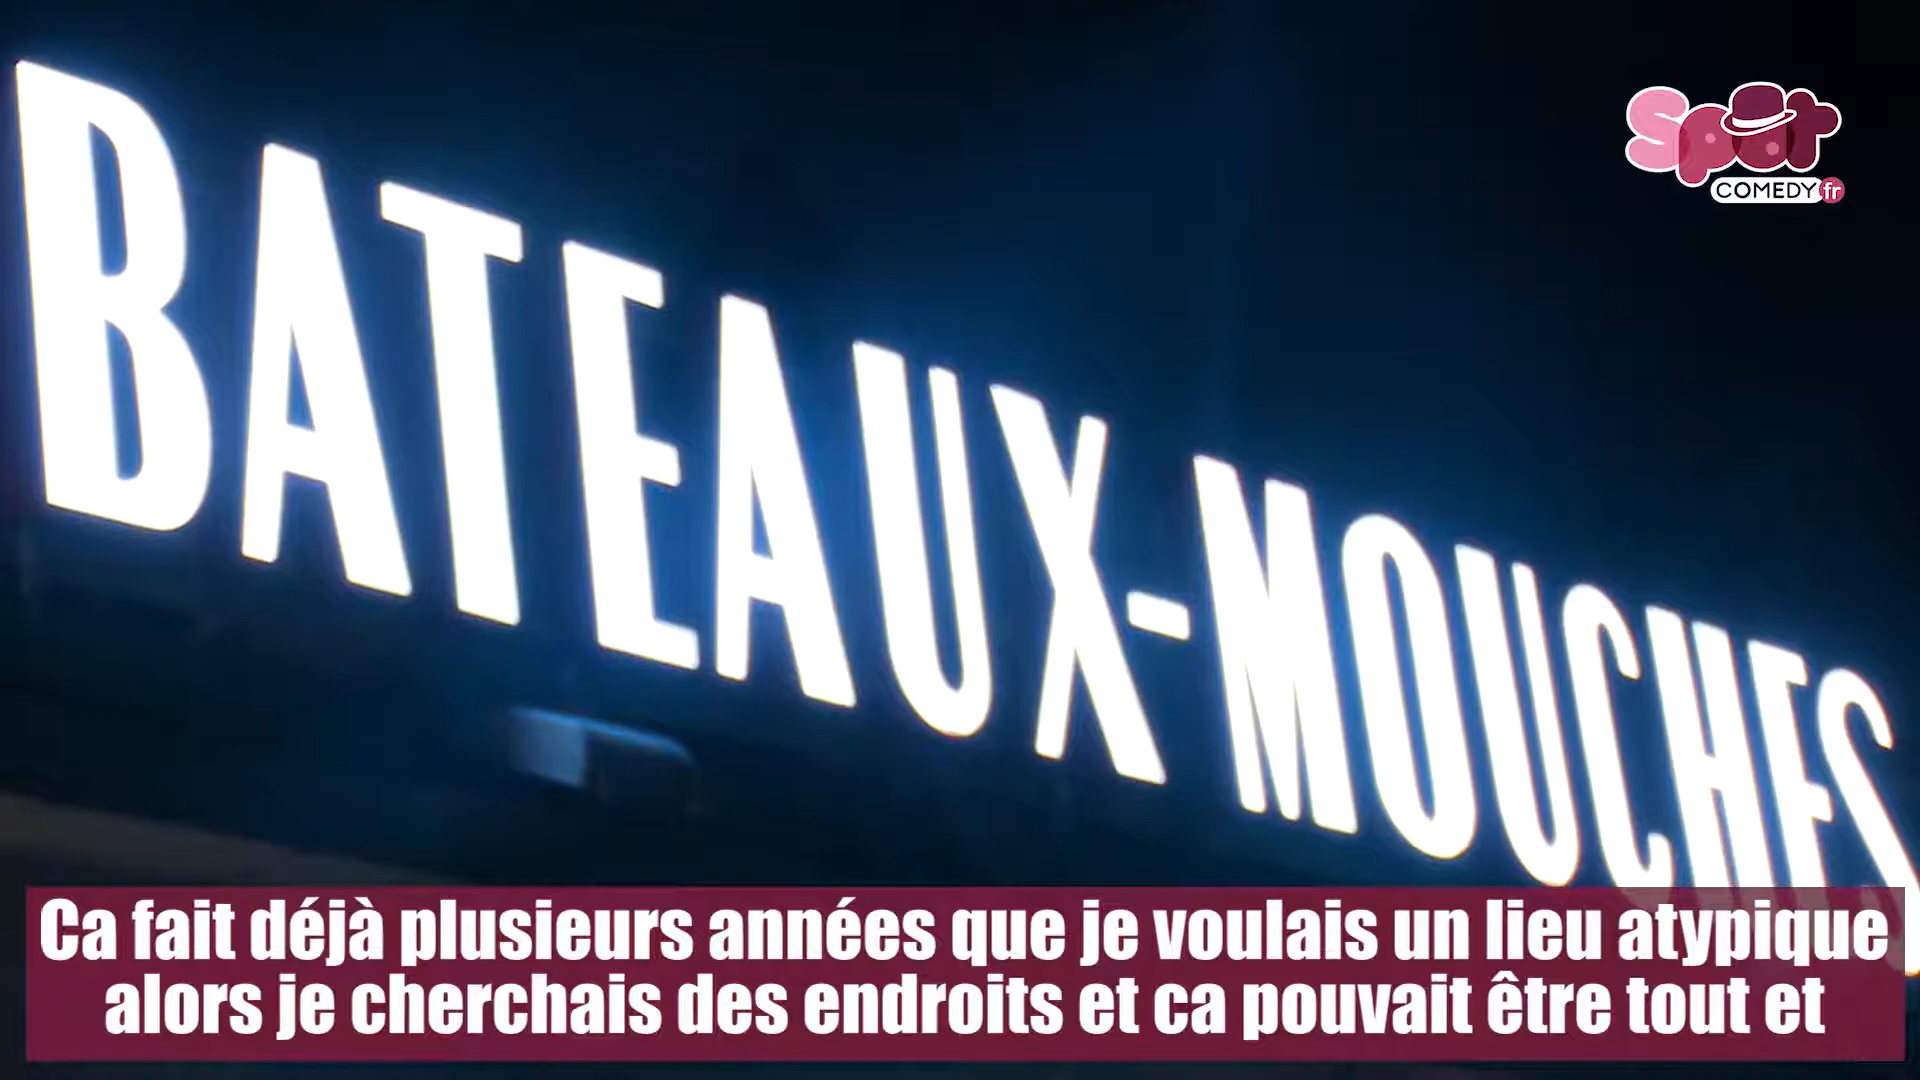 Spot
COMEDY.fr
BATEAUX-MOUCHES
Ca fait déjà plusieurs années que je voulais un lieu atypique
alors je cherchais des endroits et ca pouvait être tout et